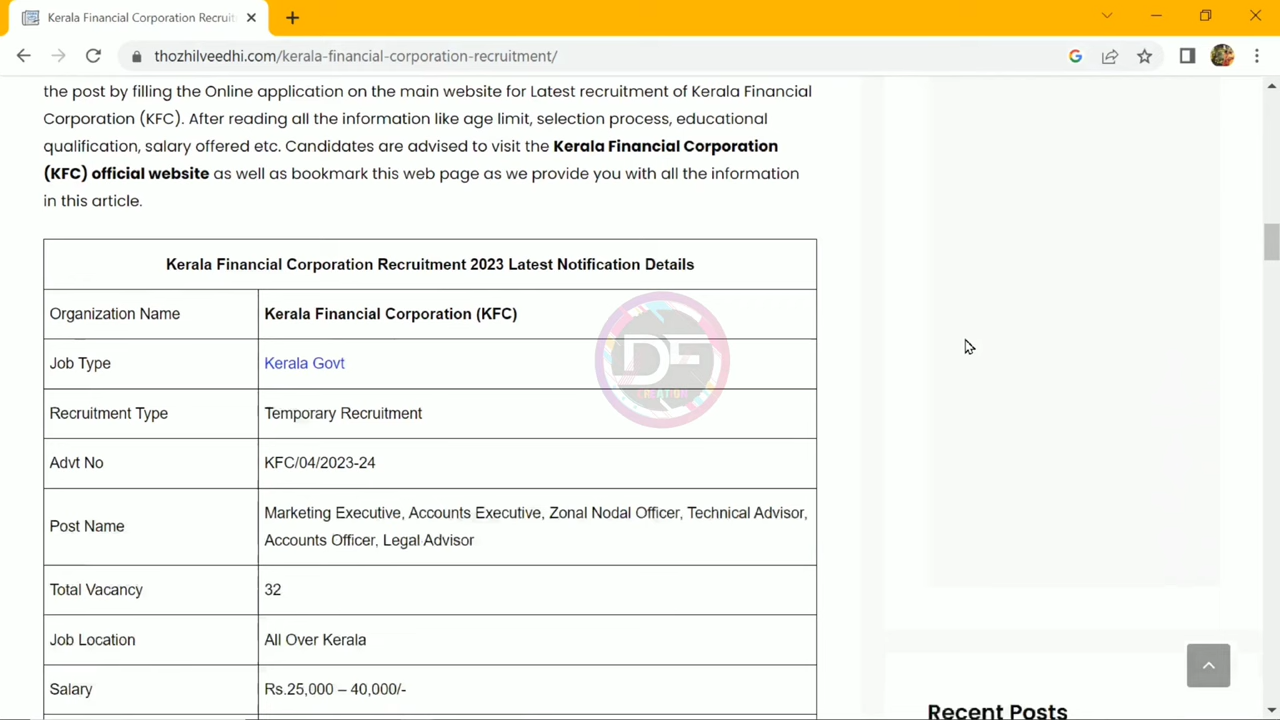 Kerala Financial Corporation Recruit
thozhilveedhi.com/kerala-financial-corporation-recruitment/
the post by filling the Online application on the main website for Latest recruitment of Kerala Financial
Corporation (KFC). After reading all the information like age limit, selection process, educational
qualification, salary offered etc. Candidates are advised to visit the Kerala Financial Corporation
(KFC) official website as well as bookmark this web page as we provide you with all the information
in this article.
Kerala Financial Corporation Recruitment 2023 Latest Notification Details
Organization Name Kerala Financial Corporation (KFC)
Job Type Kerala Govt
DF
CREATION
Recruitment Type Temporary Recruitment
Advt No KFC/04/2023-24
Post Name Marketing Executive, Accounts Executive, Zonal Nodal Officer, Technical Advisor,
Accounts Officer, Legal Advisor
Total Vacancy 32
Job Location All Over Kerala
Salary Rs.25,000 – 40,000/-
Recent Posts